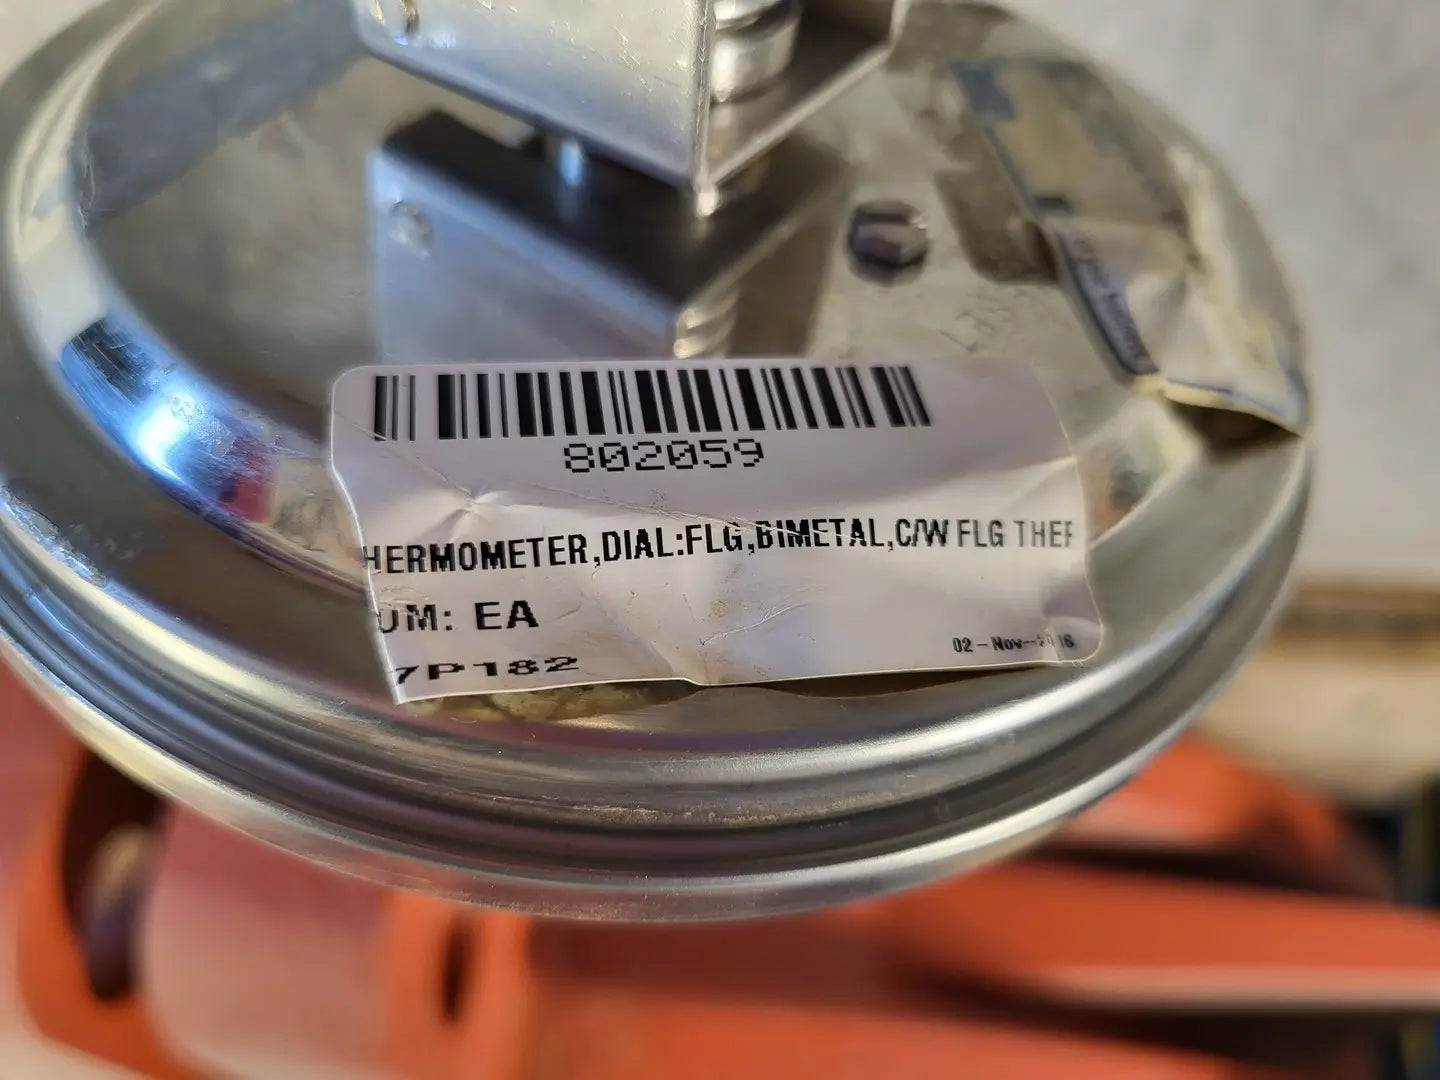 802059
HERMOMETER,DIAL:FLG,BIMETAL,C/W FLG THEF
UM: EA
7P182
02-Nov-